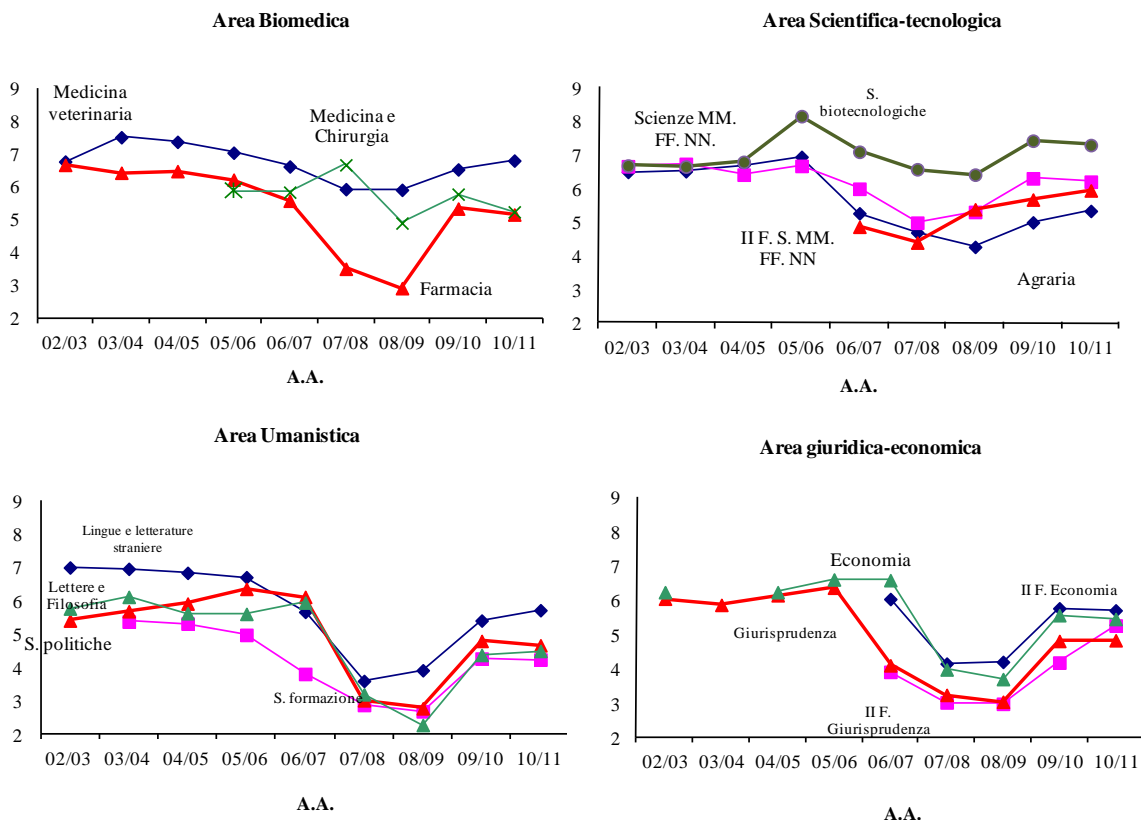 Area Biomedica
9
8
7
6
5
4
3
2
Medicina
veterinaria
Medicina e
Chirurgia
Farmacia
02/03 03/04 04/05 05/06 06/07 07/08 08/09 09/10 10/11
A.A.
Area Scientifica-tecnologica
9
8
7
6
5
4
3
2
Scienze MM.
FF. NN.
S.
biotecnologiche
II F. S. MM.
FF. NN
Agraria
02/03 03/04 04/05 05/06 06/07 07/08 08/09 09/10 10/11
A.A.
Area Umanistica
9
8
7
6
5
4
3
2
Lingue e letterature
straniere
Lettere e
Filosofia
S. politiche
S. formazione
02/03 03/04 04/05 05/06 06/07 07/08 08/09 09/10 10/11
A.A.
Area giuridica-economica
9
8
7
6
5
4
3
2
Economia
II F. Economia
Giurisprudenza
II F.
Giurisprudenza
02/03 03/04 04/05 05/06 06/07 07/08 08/09 09/10 10/11
A.A.